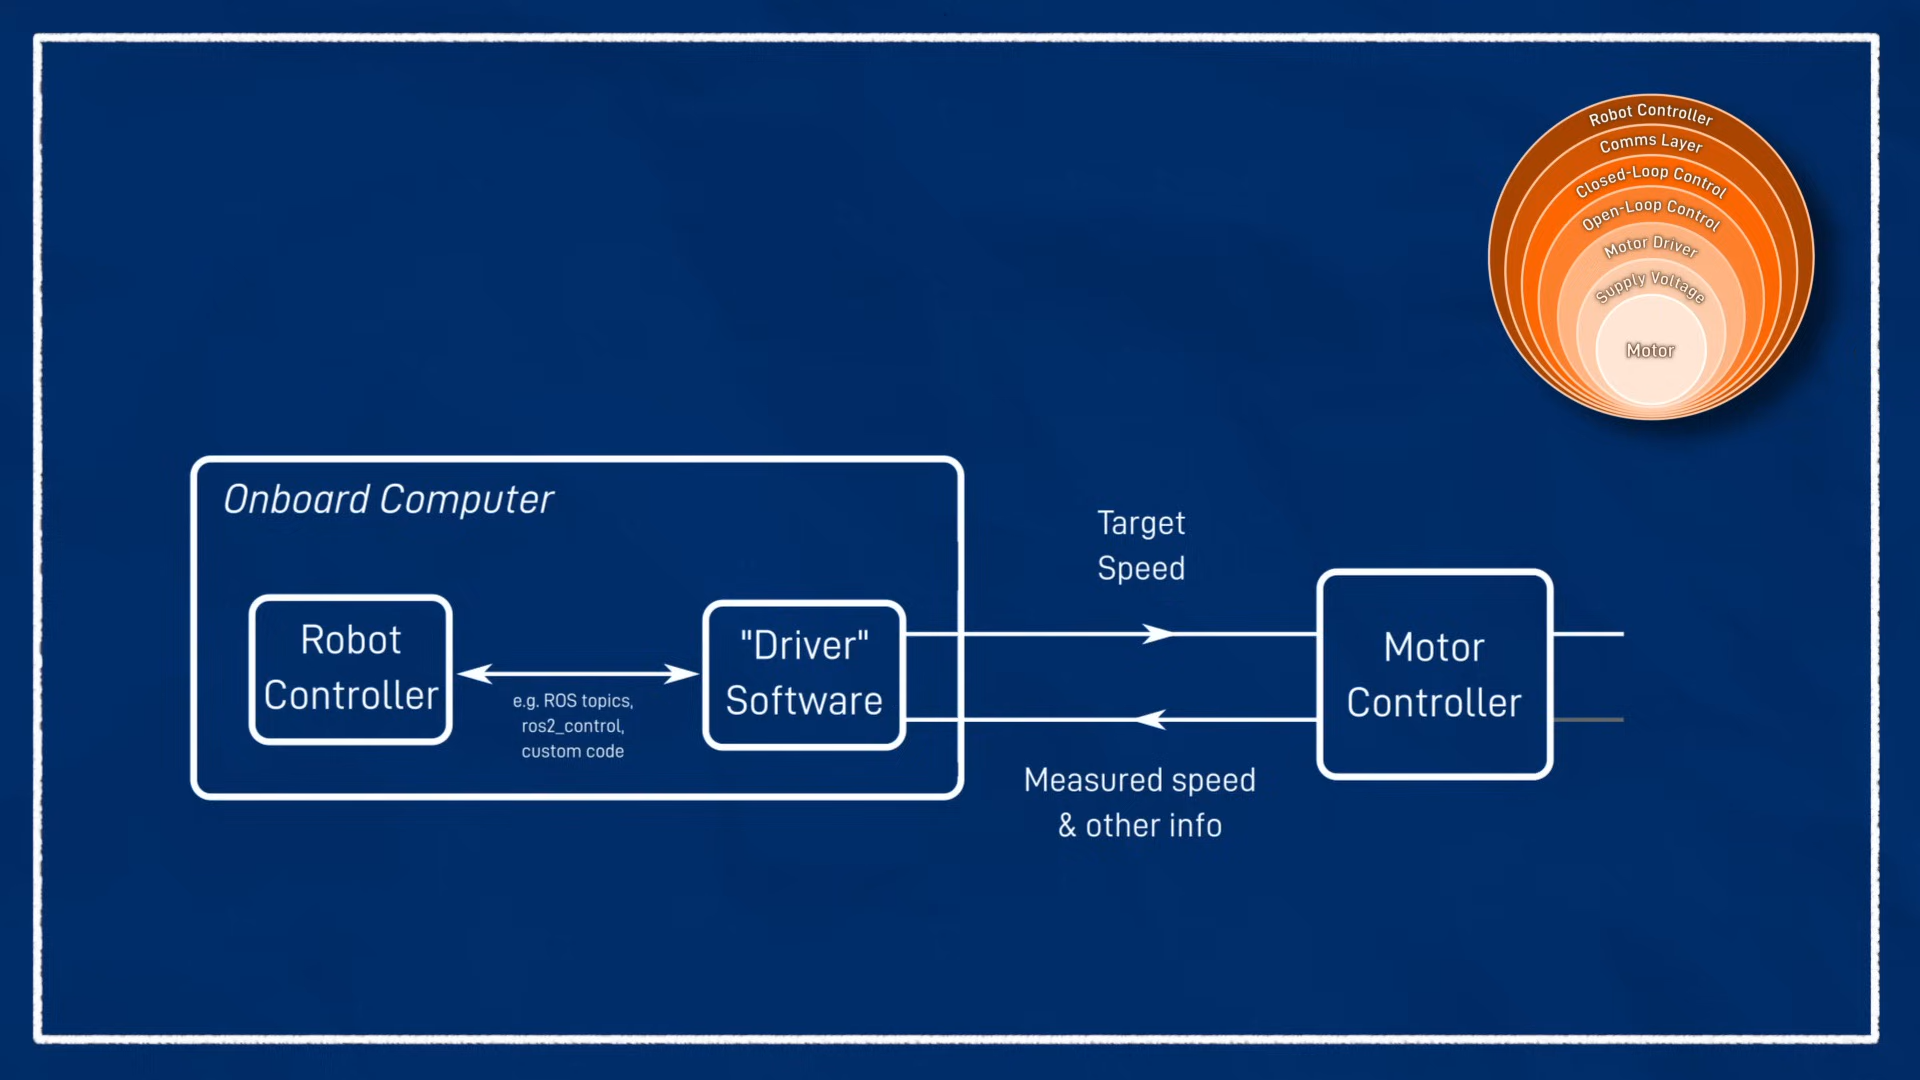 Robot Controller
Comms Layer
Closed-Loop Control
Open-Loop Control
Motor Driver
Supply Voltage
Motor
Onboard Computer
Robot
Controller
e.g. ROS topics,
ros2_control,
custom code
"Driver"
Software
Target
Speed
Measured speed
& other info
Motor
Controller